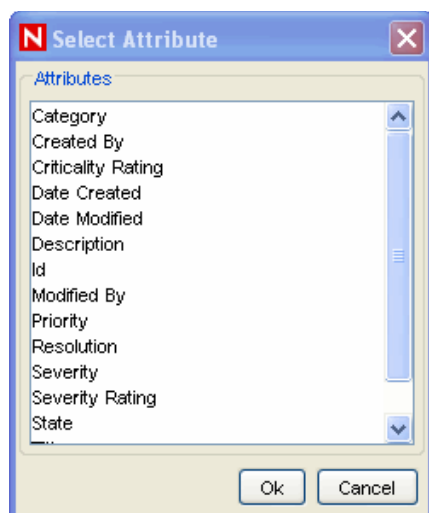 N Select Attribute
Attributes
Category
Created By
Criticality Rating
Date Created
Date Modified
Description
Id
Modified By
Priority
Resolution
Severity
Severity Rating
State
Ok Cancel